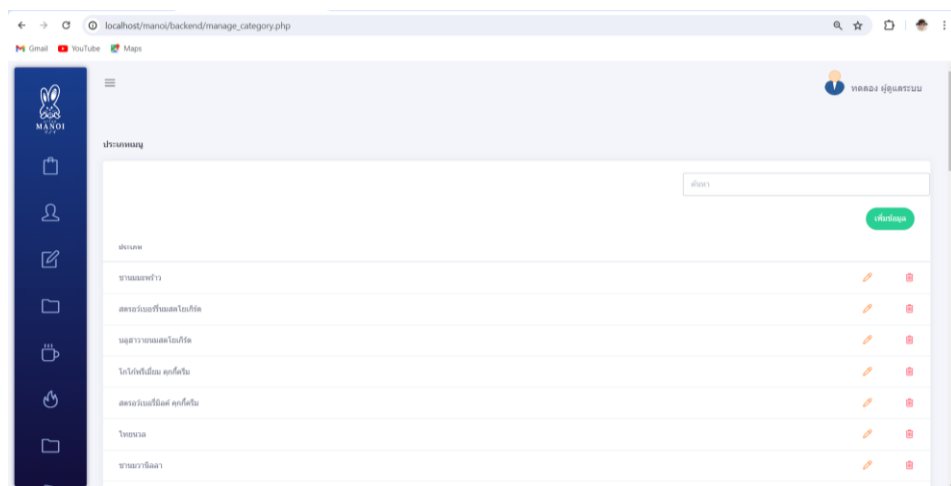 localhost/manoi/backend/manage_category.php
Gmail YouTube Maps
MANOI
ทดลอง ผู้ดูแลระบบ
ประเภทเมนู
ค้นหา
เพิ่มข้อมูล
ประเภท
ชานมมะพร้าว
สตรอว์เบอร์รี่นมสดโยเกิร์ต
บลูฮาวายนมสดโยเกิร์ต
โกโก้พรีเมี่ยม คุกกี้ครีม
สตรอว์เบอร์รี่มิลค์ คุกกี้ครีม
ไทยนวล
ชานมวานิลลา